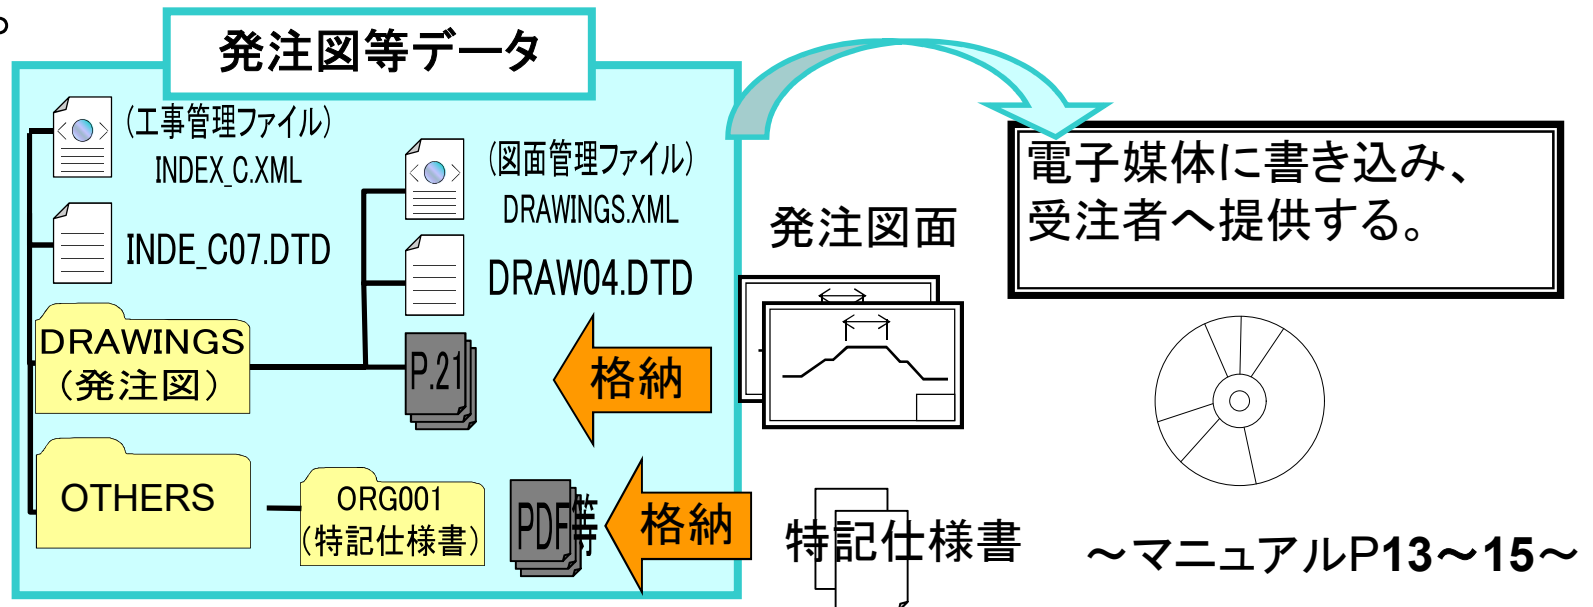 。
発注図等データ
(工事管理ファイル)
INDEX_C.XML
INDE_C07.DTD
(図面管理ファイル)
DRAWINGS.XML
DRAW04.DTD
DRAWINGS
(発注図)
P.21
格納
発注図面
OTHERS
ORG001
(特記仕様書)
PDF等
格納
特記仕様書
電子媒体に書き込み、
受注者へ提供する。
～マニュアルP13～15～